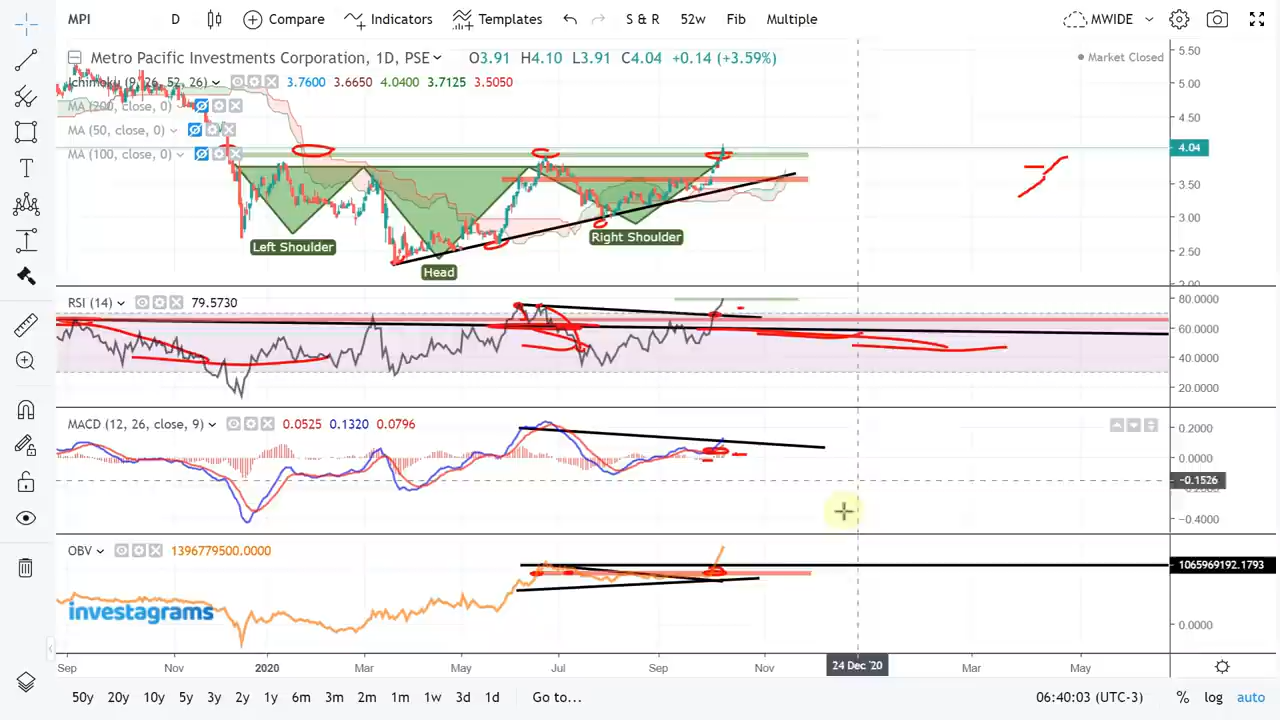 MPI D Compare Indicators Templates S & R 52w Fib Multiple MWIDE
Metro Pacific Investments Corporation, 1D, PSE O3.91 H4.10 L3.91 C4.04 +0.14 (+3.59%) Market Closed
Ichimoku (9, 26, 52, 26) 3.7600 3.6650 4.0400 3.7125 3.5050
MA (200, close, 0)
MA (50, close, 0)
MA (100, close, 0)
5.50
5.00
4.50
4.04
3.50
3.00
2.50
2.00
Left Shoulder
Head
Right Shoulder
RSI (14) 79.5730
80.0000
60.0000
40.0000
20.0000
MACD (12, 26, close, 9) 0.0525 0.1320 0.0796
0.2000
0.0000
-0.1526
-0.4000
OBV 1396779500.0000
1065969192.1793
0.0000
investagrams
Sep Nov 2020 Mar May Jul Sep Nov 24 Dec '20 Mar May
50y 20y 10y 5y 3y 2y 1y 6m 3m 2m 1m 1w 3d 1d Go to... 06:40:03 (UTC-3) % log auto